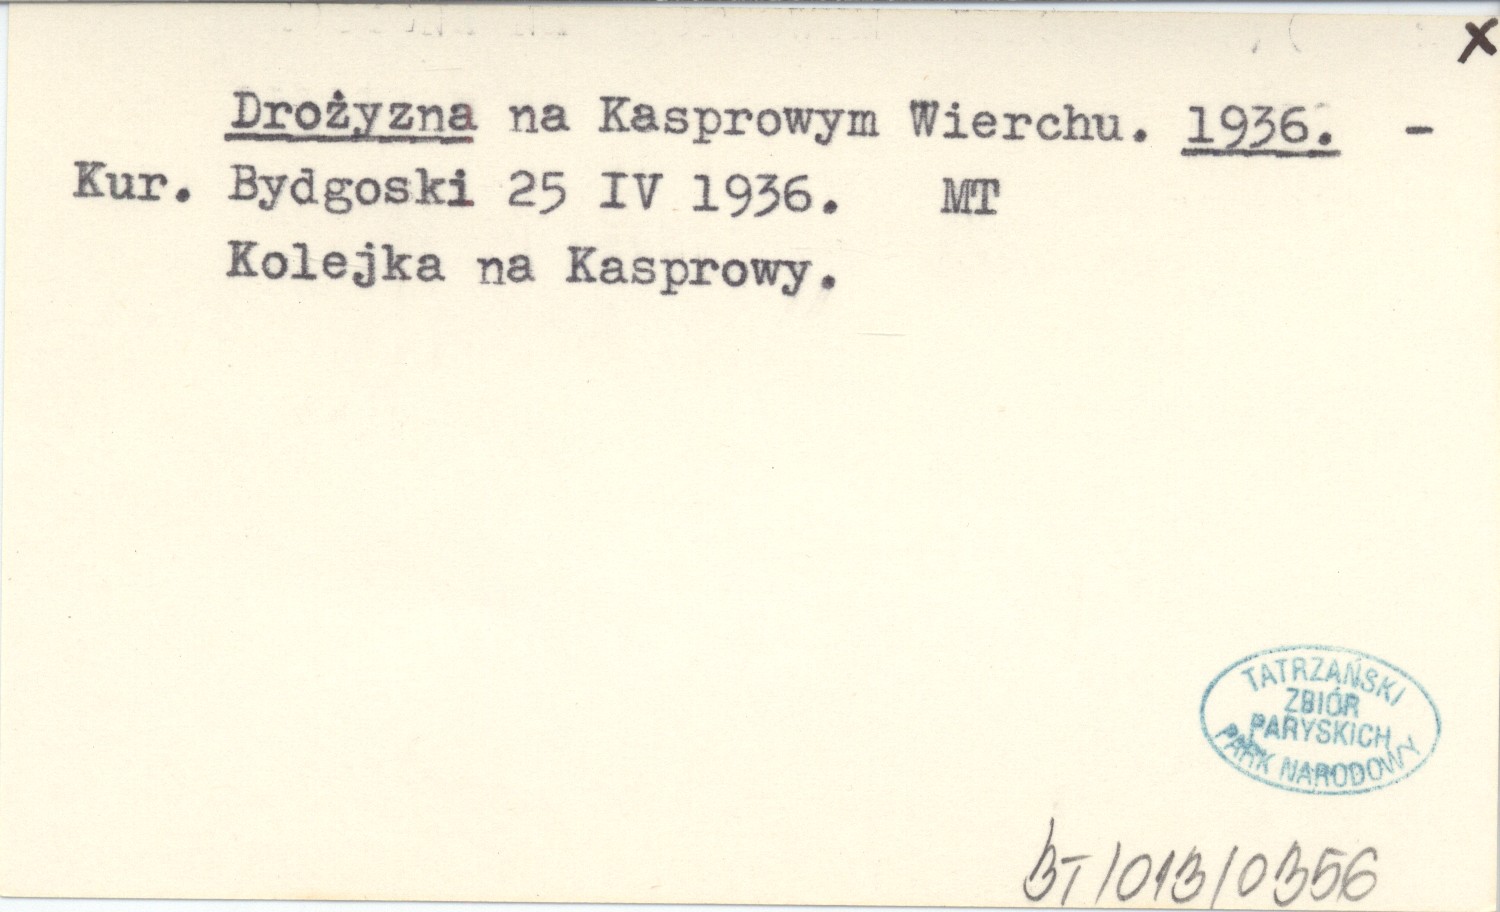 x
Drożyzna na Kasprowym Wierchu. 1936. -
Kur. Bydgoski 25 IV 1936. MT
Kolejka na Kasprowy.
TATRZAŃSKI
ZBIÓR
PARYSKICH
PARK NARODOWY
BT/013/0356